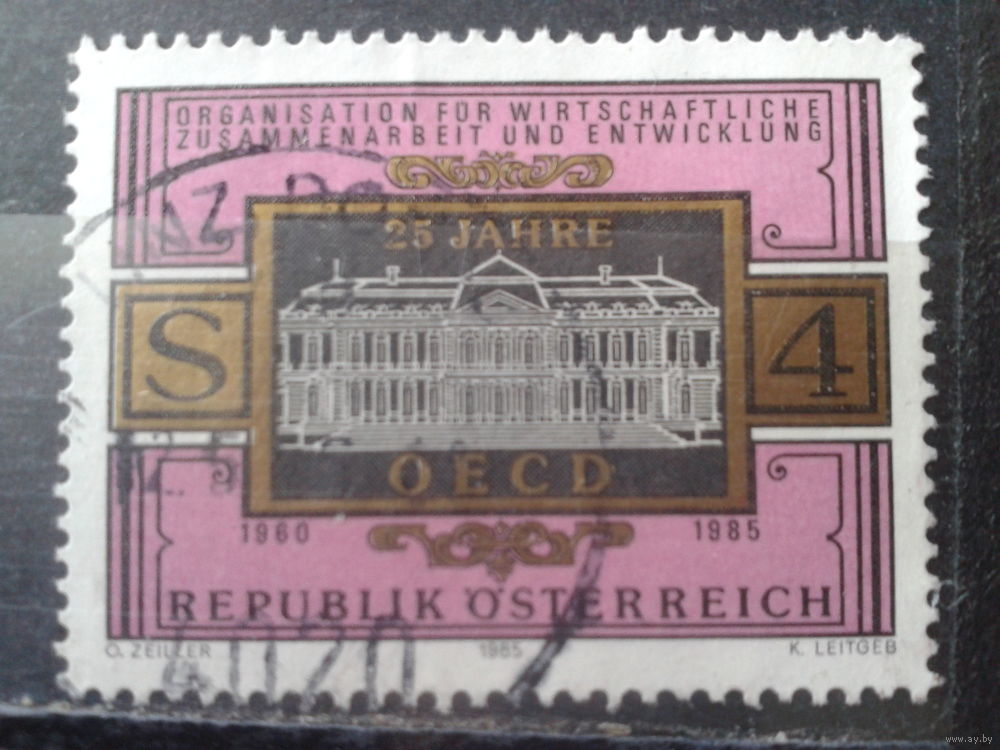 ORGANISATION FÜR WIRTSCHAFTLICHE
ZUSAMMENARBEIT UND ENTWICKLUNG
25 JAHRE
S 4
OECD
1960 1985
REPUBLIK ÖSTERREICH
O. ZEILLER 1985 K. LEITGEB
4020
www.ay.by